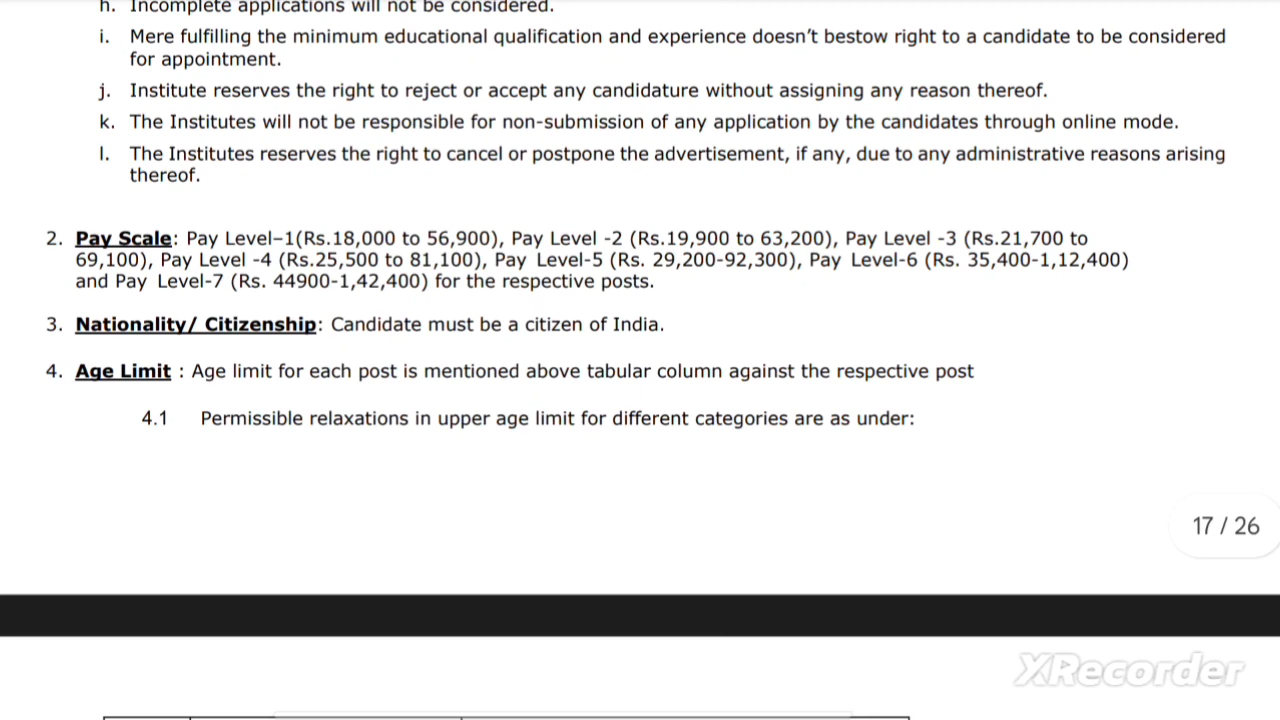 h. Incomplete applications will not be considered.
i. Mere fulfilling the minimum educational qualification and experience doesn't bestow right to a candidate to be considered
for appointment.
j. Institute reserves the right to reject or accept any candidature without assigning any reason thereof.
k. The Institutes will not be responsible for non-submission of any application by the candidates through online mode.
l. The Institutes reserves the right to cancel or postpone the advertisement, if any, due to any administrative reasons arising
thereof.
2. Pay Scale: Pay Level–1(Rs.18,000 to 56,900), Pay Level -2 (Rs.19,900 to 63,200), Pay Level -3 (Rs.21,700 to
69,100), Pay Level -4 (Rs.25,500 to 81,100), Pay Level-5 (Rs. 29,200-92,300), Pay Level-6 (Rs. 35,400-1,12,400)
and Pay Level-7 (Rs. 44900-1,42,400) for the respective posts.
3. Nationality/ Citizenship: Candidate must be a citizen of India.
4. Age Limit : Age limit for each post is mentioned above tabular column against the respective post
4.1 Permissible relaxations in upper age limit for different categories are as under:
17 / 26
XRecorder